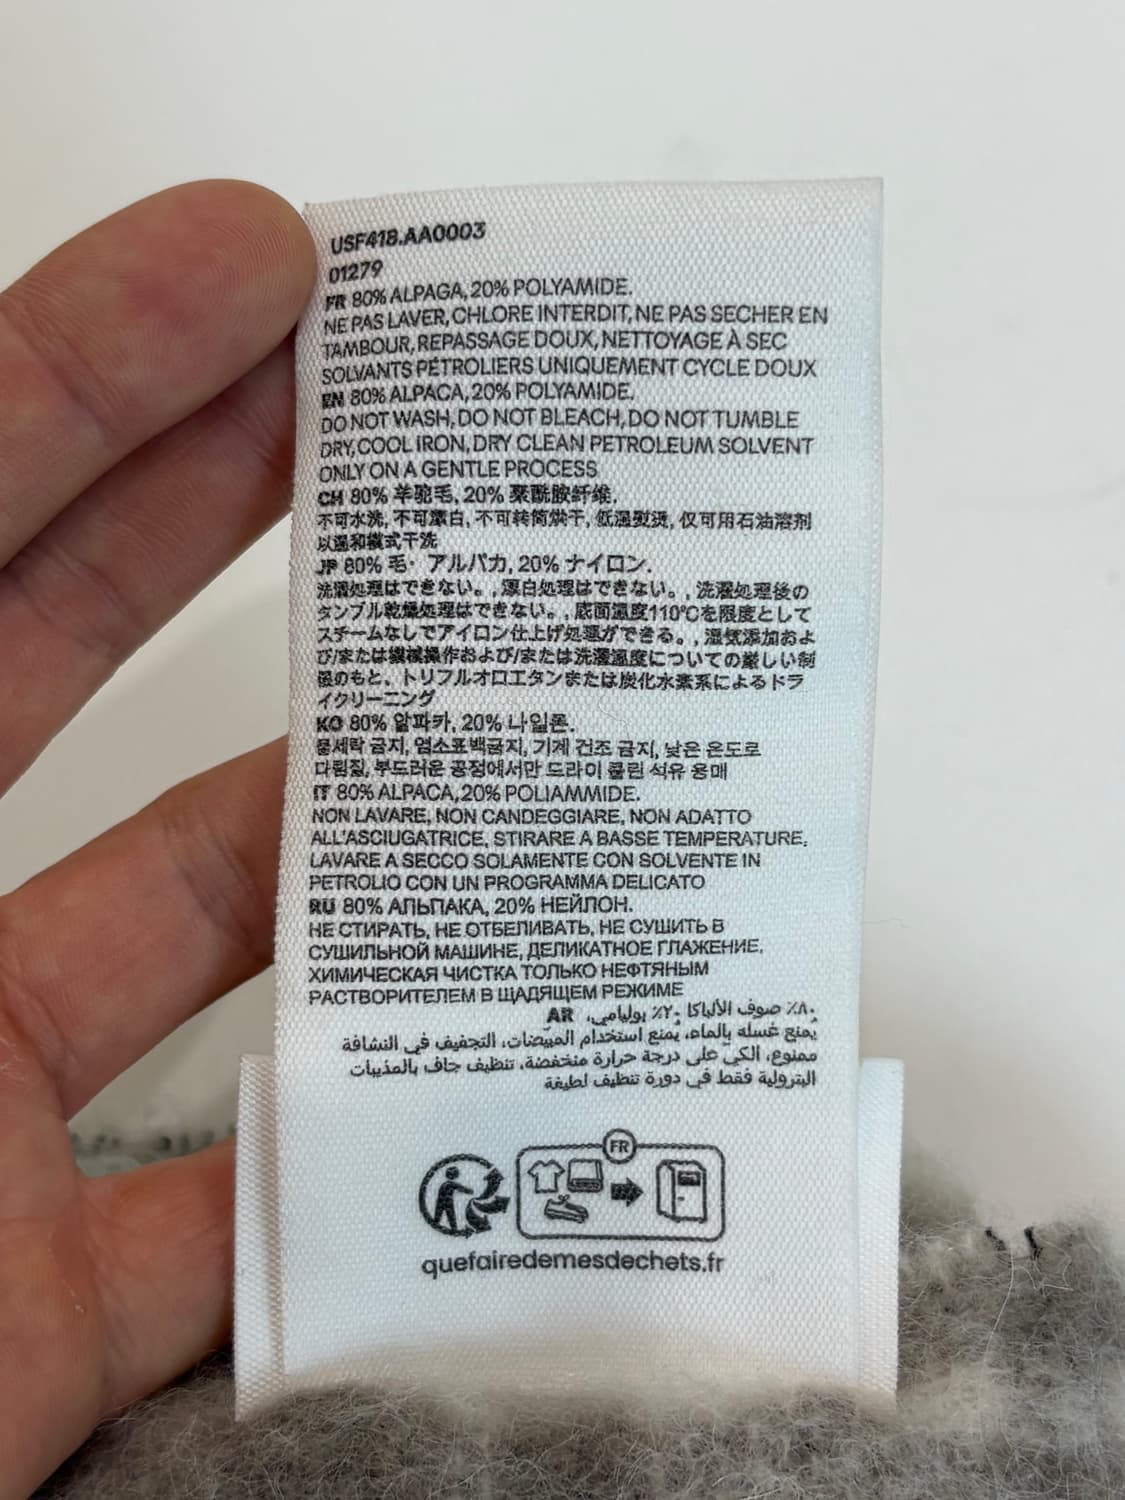 USF418.AA0003
01279
FR 80% ALPAGA, 20% POLYAMIDE.
NE PAS LAVER, CHLORE INTERDIT, NE PAS SECHER EN
TAMBOUR, REPASSAGE DOUX, NETTOYAGE À SEC
SOLVANTS PÉTROLIERS UNIQUEMENT CYCLE DOUX
EN 80% ALPACA, 20% POLYAMIDE.
DO NOT WASH, DO NOT BLEACH, DO NOT TUMBLE
DRY, COOL IRON, DRY CLEAN PETROLEUM SOLVENT
ONLY ON A GENTLE PROCESS
CH 80% 羊驼毛, 20% 聚酰胺纤维.
不可水洗, 不可漂白, 不可转筒烘干, 低温熨烫, 仅可用石油溶剂
以温和模式干洗
JP 80% 毛・アルパカ, 20% ナイロン.
洗濯処理はできない。, 漂白処理はできない。, 洗濯処理後の
タンブル乾燥処理はできない。, 底面温度110℃を限度として
スチームなしでアイロン仕上げ処理ができる。, 湿気添加およ
び/または機械操作および/または洗濯温度についての厳しい制
限のもと、トリフルオロエタンまたは炭化水素系によるドラ
イクリーニング
KO 80% 알파카, 20% 나일론.
물세탁 금지, 염소표백금지, 기계 건조 금지, 낮은 온도로
다림질, 부드러운 공정에서만 드라이 클린 석유 용매
IT 80% ALPACA, 20% POLIAMMIDE.
NON LAVARE, NON CANDEGGIARE, NON ADATTO
ALL'ASCIUGATRICE, STIRARE A BASSE TEMPERATURE,
LAVARE A SECCO SOLAMENTE CON SOLVENTE IN
PETROLIO CON UN PROGRAMMA DELICATO
RU 80% АЛЬПАКА, 20% НЕЙЛОН.
НЕ СТИРАТЬ, НЕ ОТБЕЛИВАТЬ, НЕ СУШИТЬ В
СУШИЛЬНОЙ МАШИНЕ, ДЕЛИКАТНОЕ ГЛАЖЕНИЕ,
ХИМИЧЕСКАЯ ЧИСТКА ТОЛЬКО НЕФТЯНЫМ
РАСТВОРИТЕЛЕМ В ЩАДЯЩЕМ РЕЖИМЕ
٨٠٪ صوف الألباكا ٢٠٪ بوليامي، AR
يمنع غسله بالماء، يمنع استخدام المبيضات، التجفيف في النشافة
ممنوع، الكي على درجة حرارة منخفضة، تنظيف جاف بالمذيبات
البترولية فقط في دورة تنظيف لطيفة
FR
quefairedemesdechets.fr